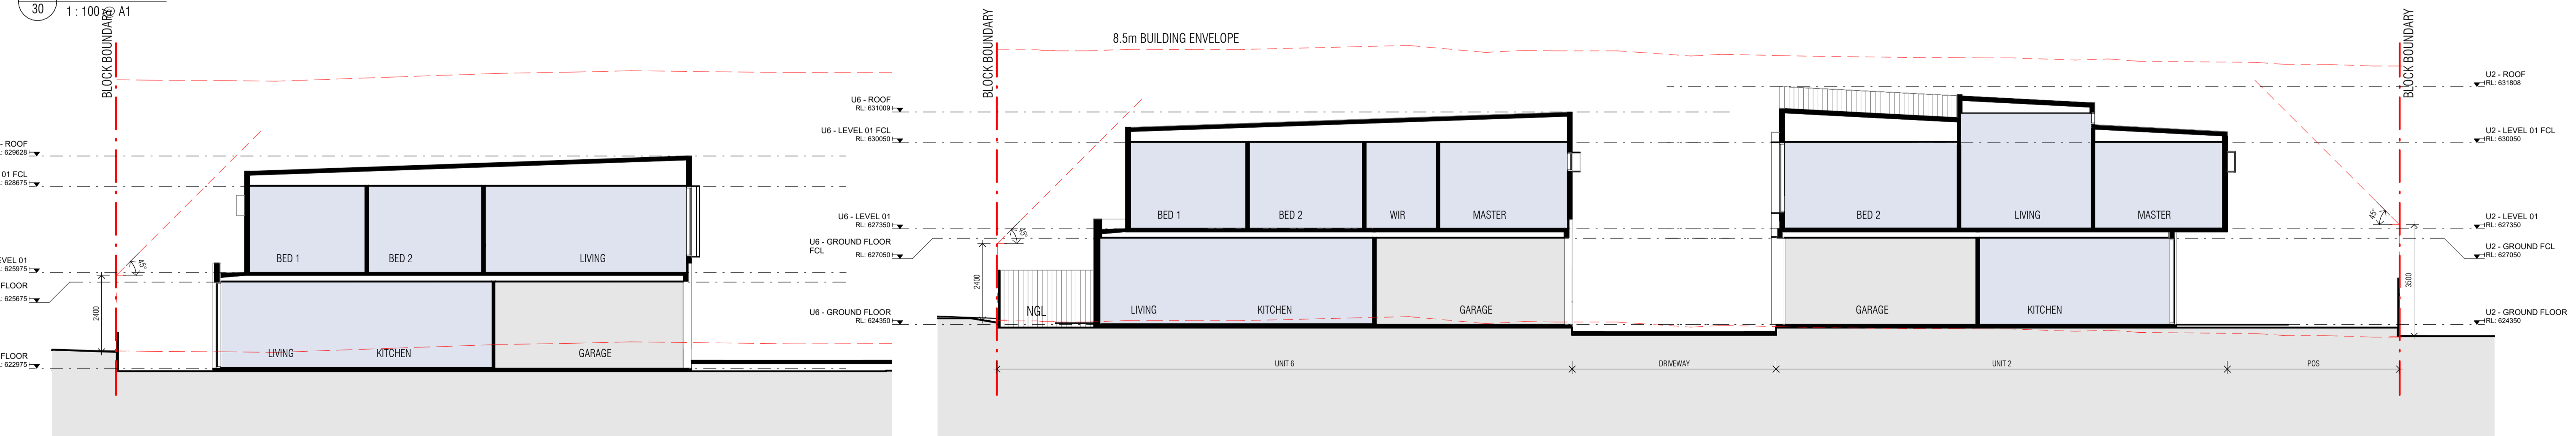 30
1 : 100 @ A1
BLOCK BOUNDARY
- ROOF
629628
01 FCL
628675
BED 1
BED 2
LIVING
45°
EVEL 01
625975
FLOOR
625675
2400
LIVING
KITCHEN
GARAGE
FLOOR
622975
BLOCK BOUNDARY
8.5m BUILDING ENVELOPE
U6 - ROOF
RL: 631009
U6 - LEVEL 01 FCL
RL: 630050
U6 - LEVEL 01
RL: 627350
U6 - GROUND FLOOR
FCL
RL: 627050
U6 - GROUND FLOOR
RL: 624350
45°
2400
NGL
BED 1
BED 2
WIR
MASTER
LIVING
KITCHEN
GARAGE
BED 2
LIVING
MASTER
GARAGE
KITCHEN
UNIT 6
DRIVEWAY
UNIT 2
POS
45°
3500
BLOCK BOUNDARY
U2 - ROOF
RL: 631808
U2 - LEVEL 01 FCL
RL: 630050
U2 - LEVEL 01
RL: 627350
U2 - GROUND FCL
RL: 627050
U2 - GROUND FLOOR
RL: 624350